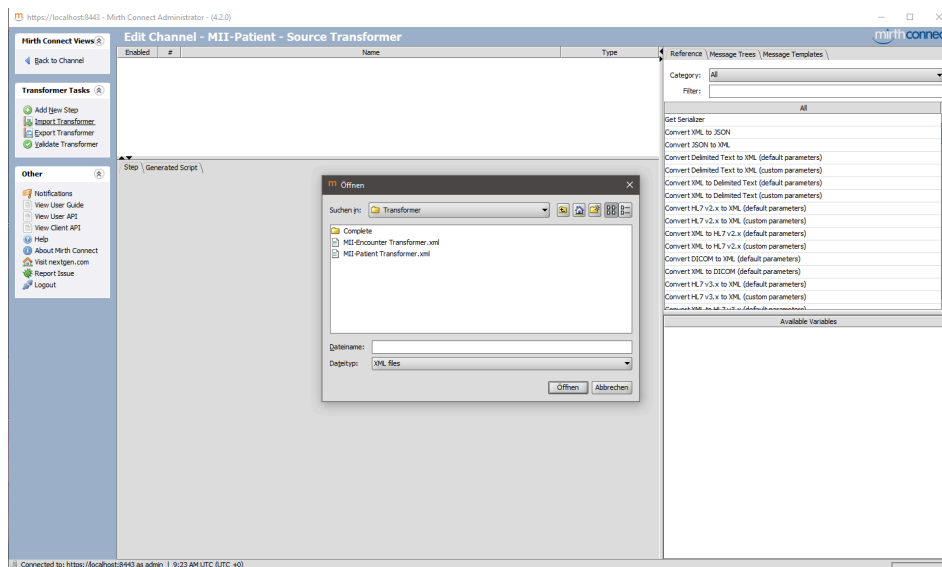 https://localhost:8443 - Mirth Connect Administrator - (4.2.0)
Edit Channel - MII-Patient - Source Transformer
mirth connec
Mirth Connect Views
Back to Channel
Transformer Tasks
Add New Step
Import Transformer
Export Transformer
Validate Transformer
Other
Notifications
View User Guide
View User API
View Client API
Help
About Mirth Connect
Visit nextgen.com
Report Issue
Logout
Enabled # Name Type
Step Generated Script
m Öffnen
Suchen in: Transformer
Complete
MII-Encounter Transformer.xml
MII-Patient Transformer.xml
Dateiname:
Dateityp: XML files
Öffnen Abbrechen
Reference Message Trees Message Templates
Category: All
Filter:
All
Get Serializer
Convert XML to JSON
Convert JSON to XML
Convert Delimited Text to XML (default parameters)
Convert Delimited Text to XML (custom parameters)
Convert XML to Delimited Text (default parameters)
Convert XML to Delimited Text (custom parameters)
Convert HL7 v2.x to XML (default parameters)
Convert HL7 v2.x to XML (custom parameters)
Convert XML to HL7 v2.x (default parameters)
Convert XML to HL7 v2.x (custom parameters)
Convert DICOM to XML (default parameters)
Convert XML to DICOM (default parameters)
Convert HL7 v3.x to XML (default parameters)
Convert HL7 v3.x to XML (custom parameters)
Convert XML to HL7 v3.x (default parameters)
Available Variables
Connected to: https://localhost:8443 as admin | 9:23 AM UTC (UTC +0)